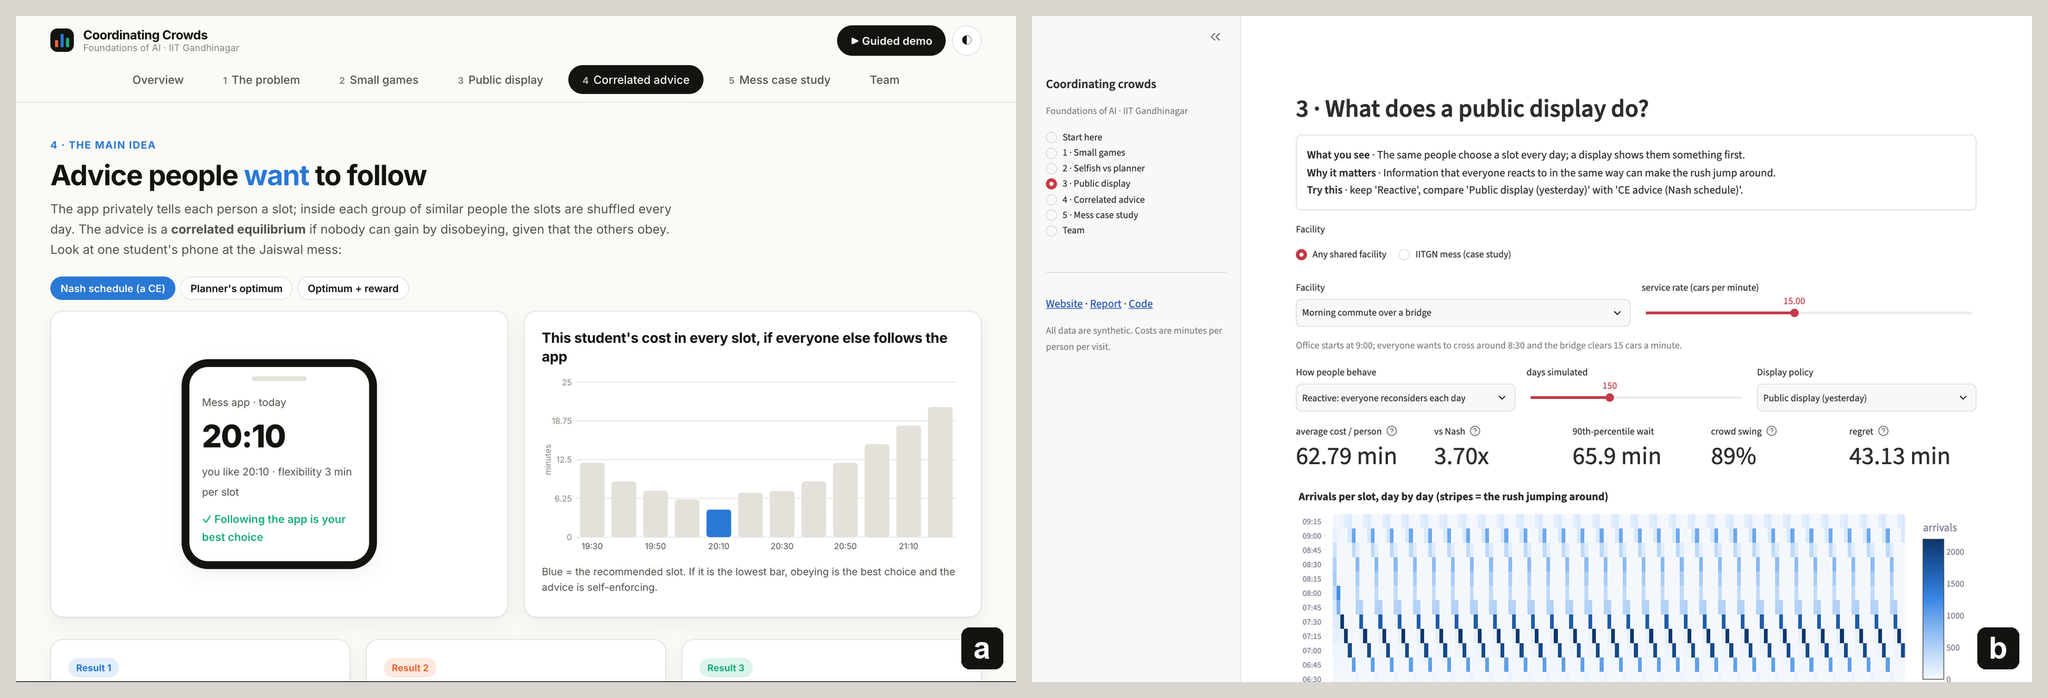 Coordinating Crowds
Foundations of AI · IIT Gandhinagar
▶ Guided demo
Overview
1 The problem
2 Small games
3 Public display
4 Correlated advice
5 Mess case study
Team
4 · THE MAIN IDEA
Advice people want to follow
The app privately tells each person a slot; inside each group of similar people the slots are shuffled every
day. The advice is a correlated equilibrium if nobody can gain by disobeying, given that the others obey.
Look at one student's phone at the Jaiswal mess:
Nash schedule (a CE)
Planner's optimum
Optimum + reward
Mess app · today
20:10
you like 20:10 · flexibility 3 min
per slot
✓ Following the app is your
best choice
This student's cost in every slot, if everyone else follows the
app
25
18.75
12.5
6.25
0
minutes
19:30
19:50
20:10
20:30
20:50
21:10
Blue = the recommended slot. If it is the lowest bar, obeying is the best choice and the
advice is self-enforcing.
Result 1
Result 2
Result 3
a
Coordinating crowds
Foundations of AI · IIT Gandhinagar
Start here
1 · Small games
2 · Selfish vs planner
3 · Public display
4 · Correlated advice
5 · Mess case study
Team
Website · Report · Code
All data are synthetic. Costs are minutes per
person per visit.
3 · What does a public display do?
What you see · The same people choose a slot every day; a display shows them something first.
Why it matters · Information that everyone reacts to in the same way can make the rush jump around.
Try this · keep 'Reactive', compare 'Public display (yesterday)' with 'CE advice (Nash schedule)'.
Facility
Any shared facility
IITGN mess (case study)
Facility
Morning commute over a bridge
service rate (cars per minute)
15.00
Office starts at 9:00; everyone wants to cross around 8:30 and the bridge clears 15 cars a minute.
How people behave
Reactive: everyone reconsiders each day
days simulated
150
Display policy
Public display (yesterday)
average cost / person
62.79 min
vs Nash
3.70x
90th-percentile wait
65.9 min
crowd swing
89%
regret
43.13 min
Arrivals per slot, day by day (stripes = the rush jumping around)
09:15
09:00
08:45
08:30
08:15
08:00
07:45
07:30
07:15
07:00
06:45
06:30
arrivals
2000
1500
1000
500
0
b